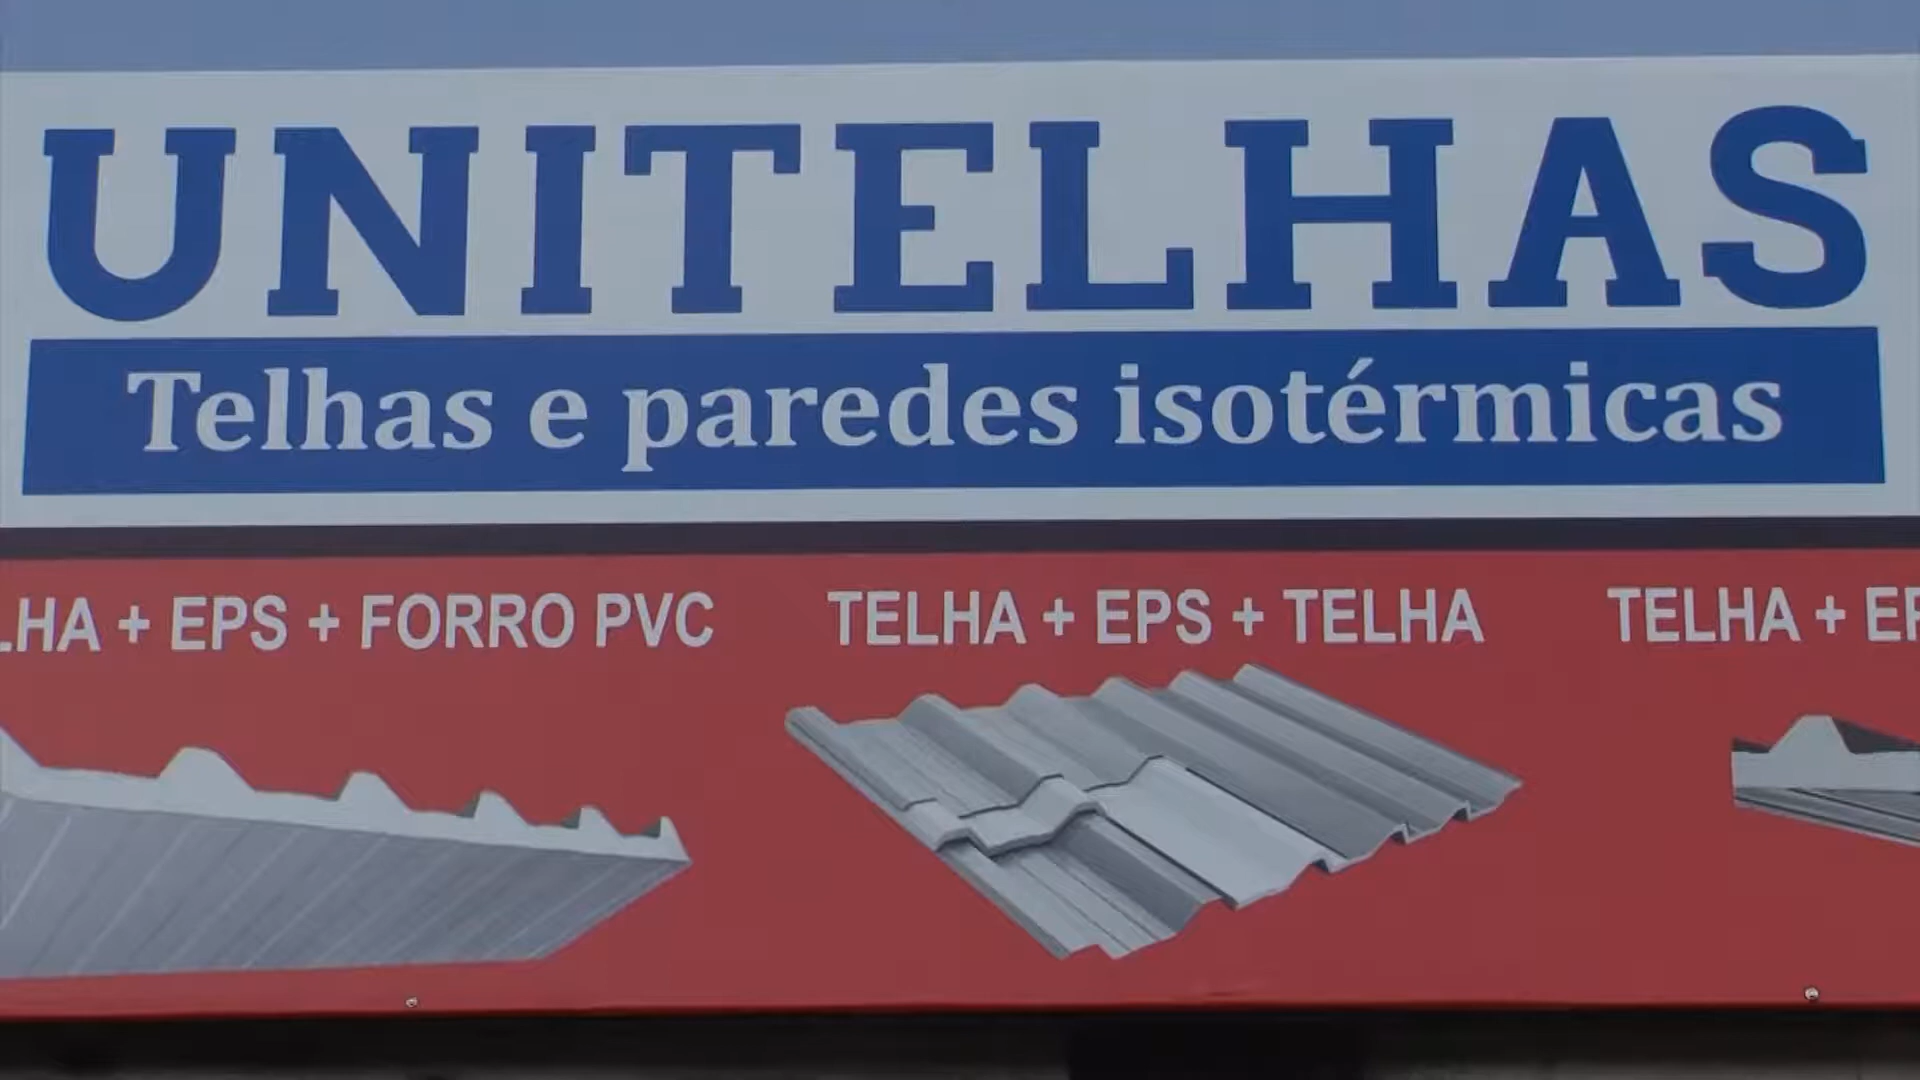 UNITELHAS
Telhas e paredes isotérmicas
LHA + EPS + FORRO PVC
TELHA + EPS + TELHA
TELHA + EP